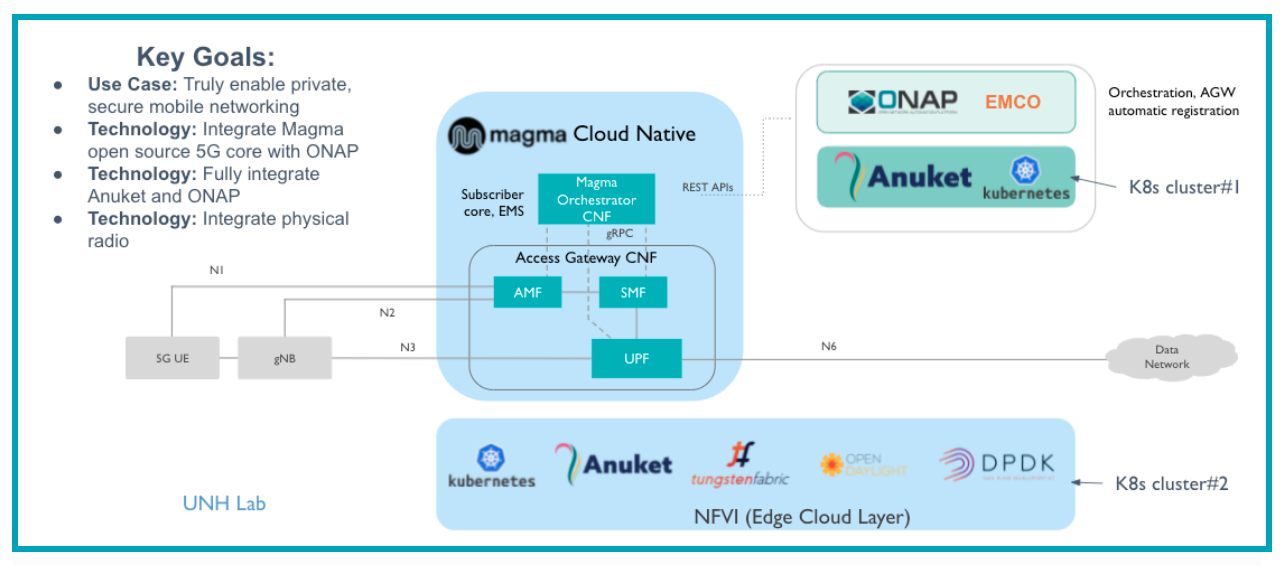 Key Goals:
● Use Case: Truly enable private,
secure mobile networking
● Technology: Integrate Magma
open source 5G core with ONAP
● Technology: Fully integrate
Anuket and ONAP
● Technology: Integrate physical
radio
magma Cloud Native
Subscriber
core, EMS
Magma
Orchestrator
CNF
gRPC
REST APIs
Access Gateway CNF
AMF
SMF
UPF
N1
N2
N3
N6
5G UE
gNB
Data
Network
ONAP
EMCO
Orchestration, AGW
automatic registration
Anuket
kubernetes
K8s cluster#1
kubernetes
Anuket
tungstenfabric
OPEN
DAYLIGHT
DPDK
NFVI (Edge Cloud Layer)
K8s cluster#2
UNH Lab